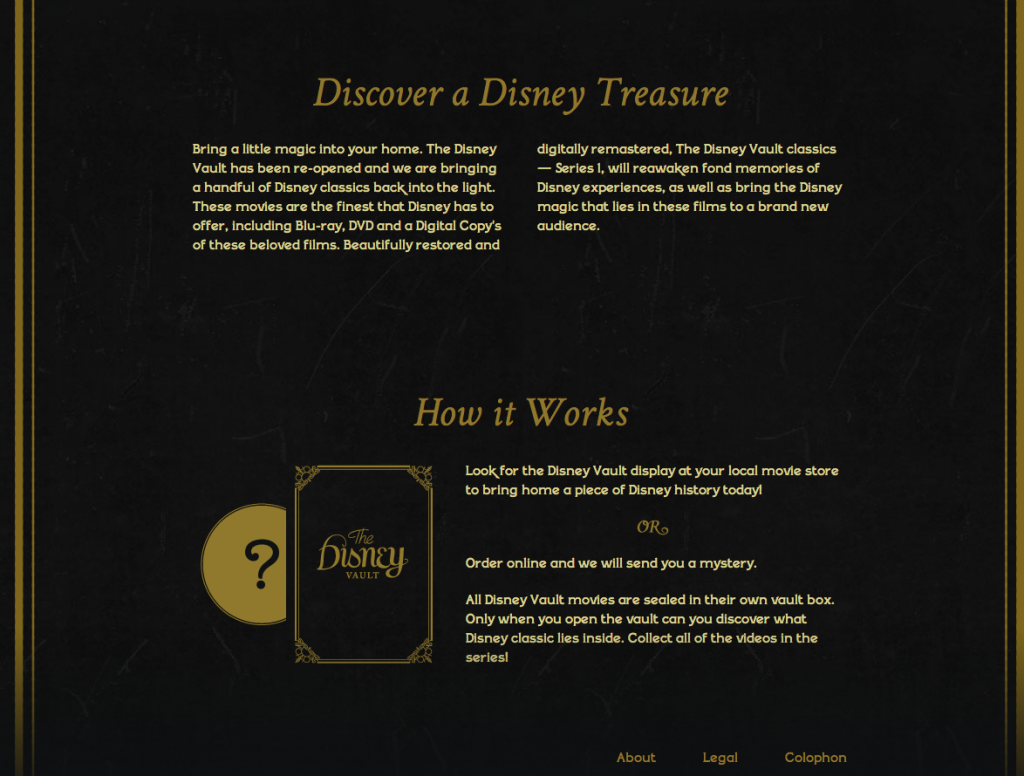 Discover a Disney Treasure
Bring a little magic into your home. The Disney
Vault has been re-opened and we are bringing
a handful of Disney classics back into the light.
These movies are the finest that Disney has to
offer, including Blu-ray, DVD and a Digital Copy's
of these beloved films. Beautifully restored and
digitally remastered, The Disney Vault classics
— Series 1, will reawaken fond memories of
Disney experiences, as well as bring the Disney
magic that lies in these films to a brand new
audience.
How it Works
?
The
Disney
VAULT
Look for the Disney Vault display at your local movie store
to bring home a piece of Disney history today!
OR
Order online and we will send you a mystery.
All Disney Vault movies are sealed in their own vault box.
Only when you open the vault can you discover what
Disney classic lies inside. Collect all of the videos in the
series!
About Legal Colophon